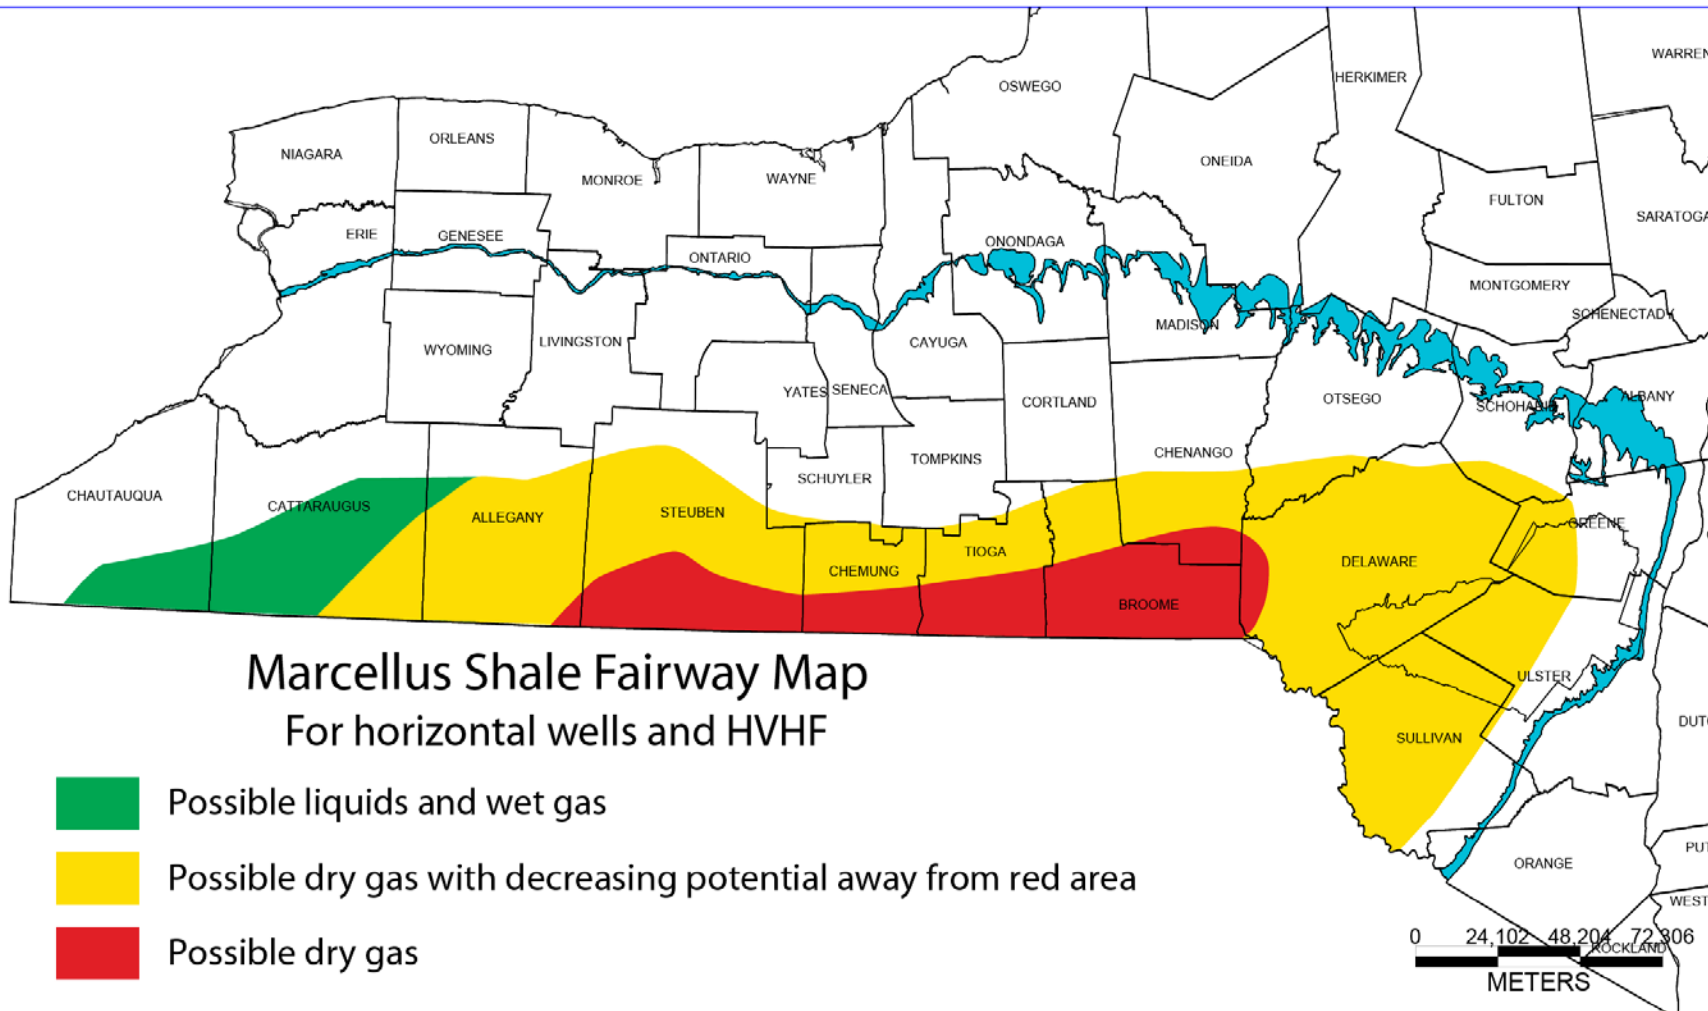 WARREN
HERKIMER
OSWEGO
ORLEANS
NIAGARA
ONEIDA
MONROE
WAYNE
FULTON
SARATOGA
ERIE
GENESEE
ONONDAGA
ONTARIO
MONTGOMERY
SCHENECTADY
MADISON
LIVINGSTON
CAYUGA
WYOMING
YATES
SENECA
ALBANY
OTSEGO
CORTLAND
SCHOHARIE
CHENANGO
TOMPKINS
SCHUYLER
CHAUTAUQUA
CATTARAUGUS
STEUBEN
ALLEGANY
GREENE
TIOGA
DELAWARE
CHEMUNG
BROOME
ULSTER
DUTC
SULLIVAN
PUT
ORANGE
WEST
ROCKLAND
Marcellus Shale Fairway Map
For horizontal wells and HVHF
Possible liquids and wet gas
Possible dry gas with decreasing potential away from red area
Possible dry gas
0 24,102 48,204 72,306
METERS